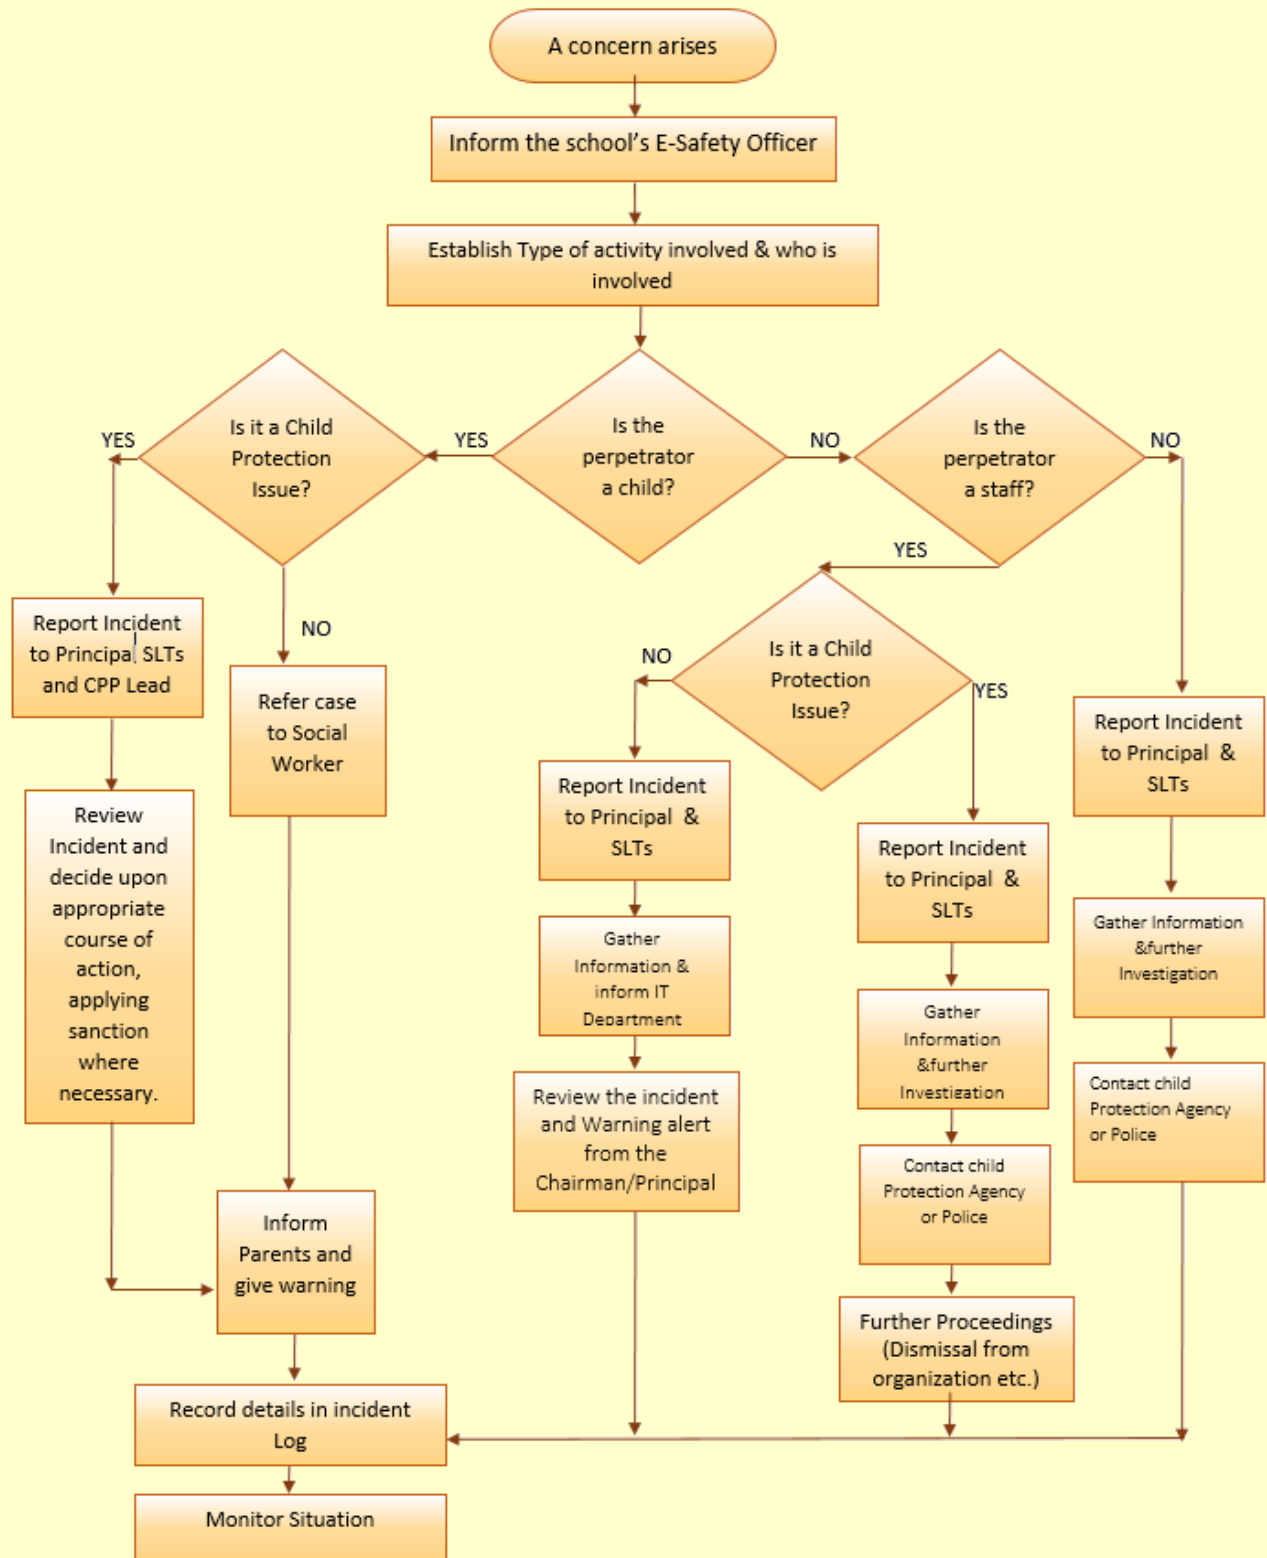 A concern arises
Inform the school's E-Safety Officer
Establish Type of activity involved & who is
involved
Is it a Child
Protection
Issue?
Is the
perpetrator
a child?
Is the
perpetrator
a staff?
YES
YES
NO
NO
YES
Report Incident
to Principal SLTs
and CPP Lead
NO
Refer case
to Social
Worker
Is it a Child
Protection
Issue?
NO
YES
Report Incident
to Principal &
SLTs
Report Incident
to Principal &
SLTs
Report Incident
to Principal &
SLTs
Review
Incident and
decide upon
appropriate
course of
action,
applying
sanction
where
necessary.
Gather
Information &
inform IT
Department
Gather Information
&further
Investigation
Gather
Information
&further
Investigation
Review the incident
and Warning alert
from the
Chairman/Principal
Contact child
Protection Agency
or Police
Contact child
Protection Agency
or Police
Inform
Parents and
give warning
Further Proceedings
(Dismissal from
organization etc.)
Record details in incident
Log
Monitor Situation